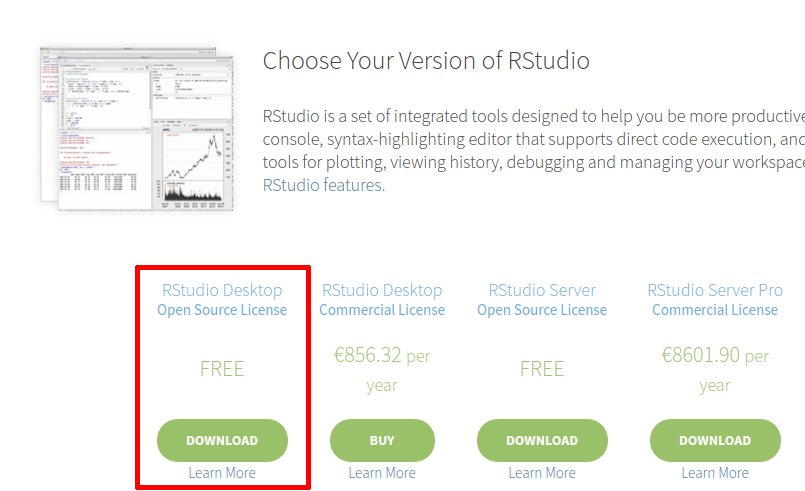 Choose Your Version of RStudio
RStudio is a set of integrated tools designed to help you be more productive
console, syntax-highlighting editor that supports direct code execution, and
tools for plotting, viewing history, debugging and managing your workspace
RStudio features.
RStudio Desktop
Open Source License
FREE
DOWNLOAD
Learn More
RStudio Desktop
Commercial License
€856.32 per
year
BUY
Learn More
RStudio Server
Open Source License
FREE
DOWNLOAD
Learn More
RStudio Server Pro
Commercial License
€8601.90 per
year
DOWNLOAD
Learn More